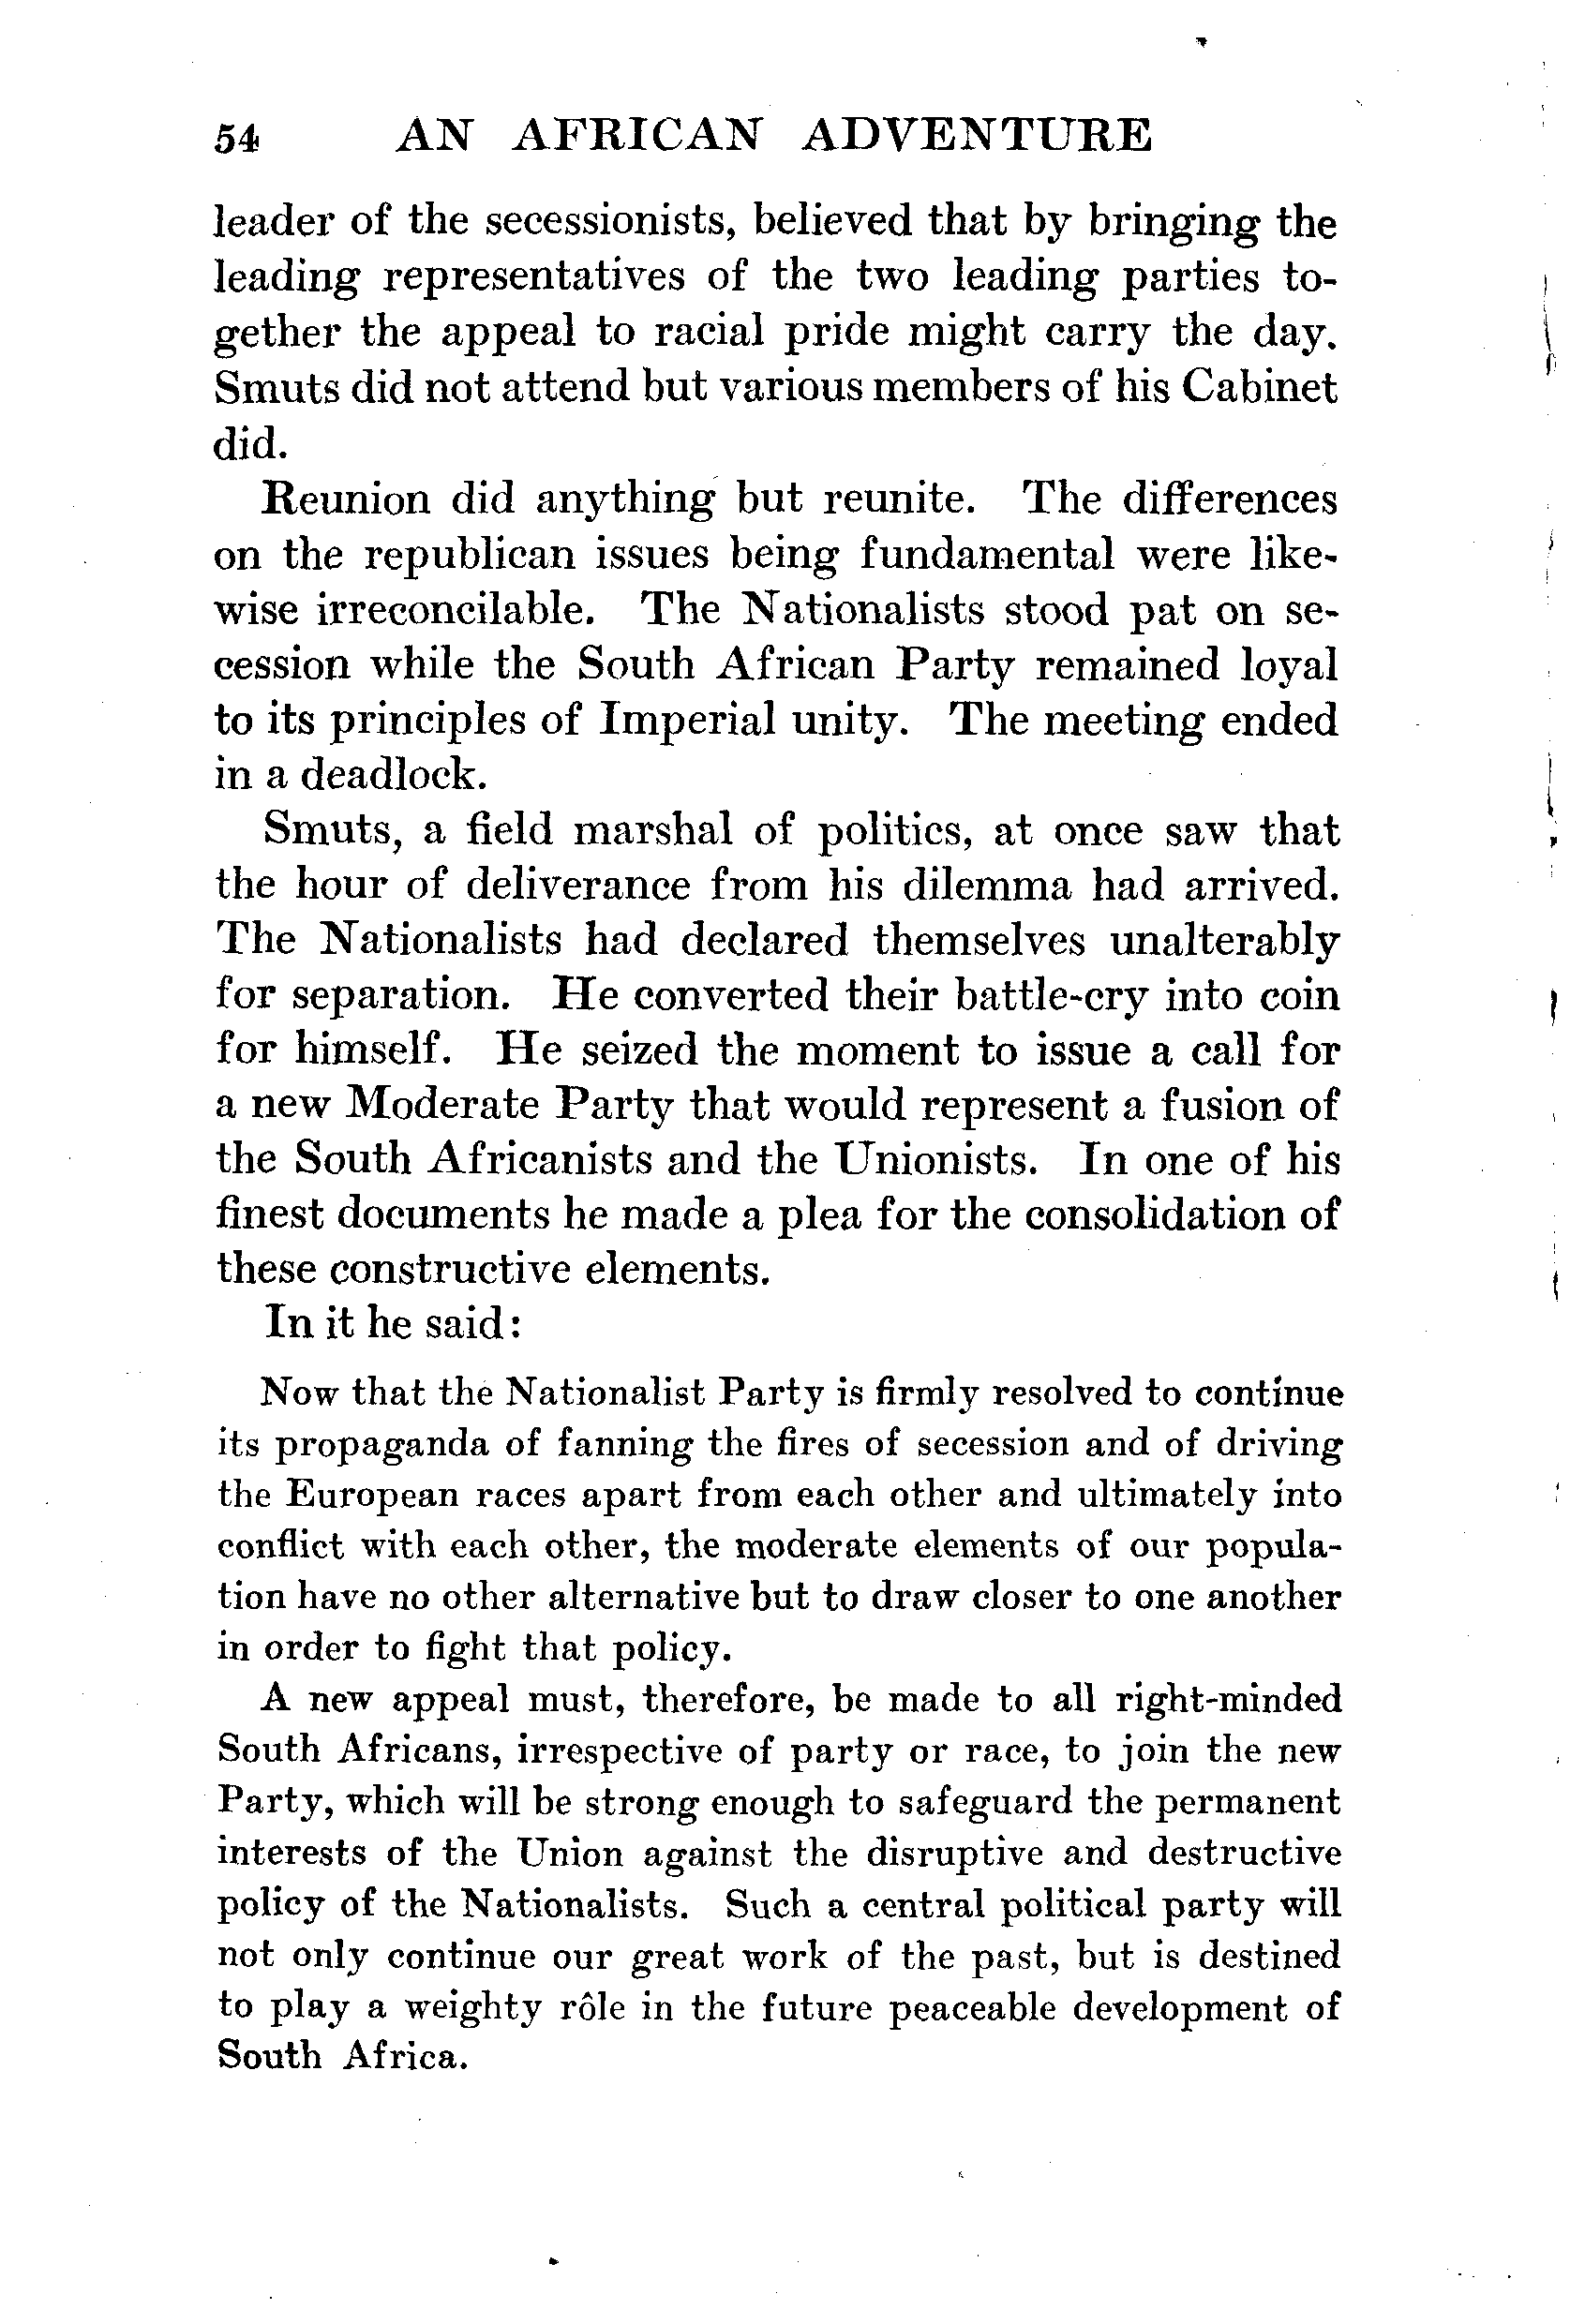 54 AN AFRICAN ADVENTURE
leader of the secessionists, believed that by bringing the
leading representatives of the two leading parties to-
gether the appeal to racial pride might carry the day.
Smuts did not attend but various members of his Cabinet
did.
Reunion did anything but reunite. The differences
on the republican issues being fundamental were like-
wise irreconcilable. The Nationalists stood pat on se-
cession while the South African Party remained loyal
to its principles of Imperial unity. The meeting ended
in a deadlock.
Smuts, a field marshal of politics, at once saw that
the hour of deliverance from his dilemma had arrived.
The Nationalists had declared themselves unalterably
for separation. He converted their battle-cry into coin
for himself. He seized the moment to issue a call for
a new Moderate Party that would represent a fusion of
the South Africanists and the Unionists. In one of his
finest documents he made a plea for the consolidation of
these constructive elements.
In it he said:
Now that the Nationalist Party is firmly resolved to continue
its propaganda of fanning the fires of secession and of driving
the European races apart from each other and ultimately into
conflict with each other, the moderate elements of our popula-
tion have no other alternative but to draw closer to one another
in order to fight that policy.
A new appeal must, therefore, be made to all right-minded
South Africans, irrespective of party or race, to join the new
Party, which will be strong enough to safeguard the permanent
interests of the Union against the disruptive and destructive
policy of the Nationalists. Such a central political party will
not only continue our great work of the past, but is destined
to play a weighty rôle in the future peaceable development of
South Africa.